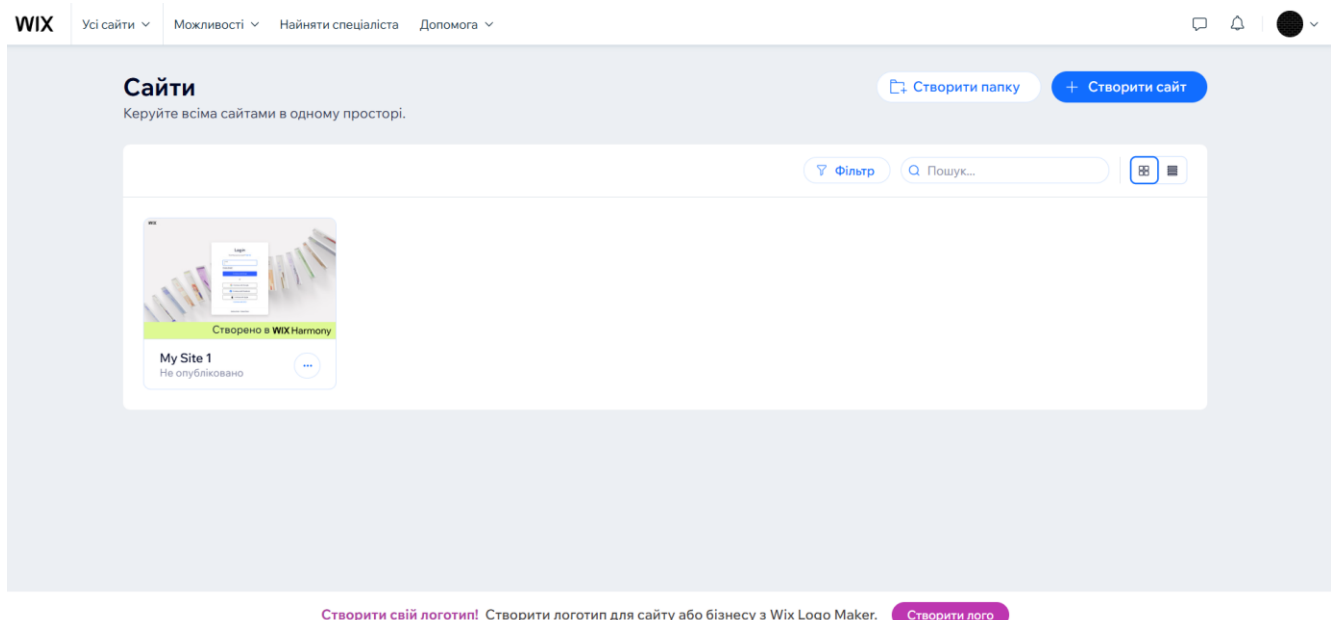 WIX
Усі сайти
Можливості
Найняти спеціаліста
Допомога
Сайти
Керуйте всіма сайтами в одному просторі.
Створити папку
+ Створити сайт
Фільтр
Пошук...
WIX
Login
Створено в WIX Harmony
My Site 1
Не опубліковано
Створити свій логотип! Створити логотип для сайту або бізнесу з Wix Logo Maker.
Створити лого